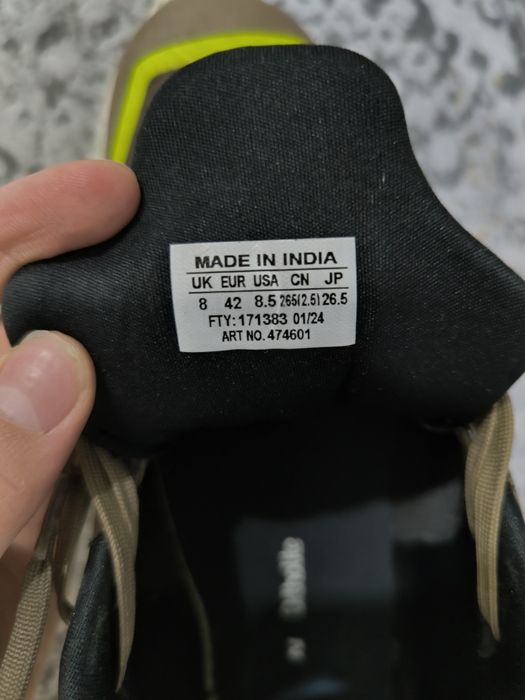 MADE IN INDIA
UK EUR USA CN JP
8 42 8.5 265(2.5) 26.5
FTY: 171383 01/24
ART NO. 474601